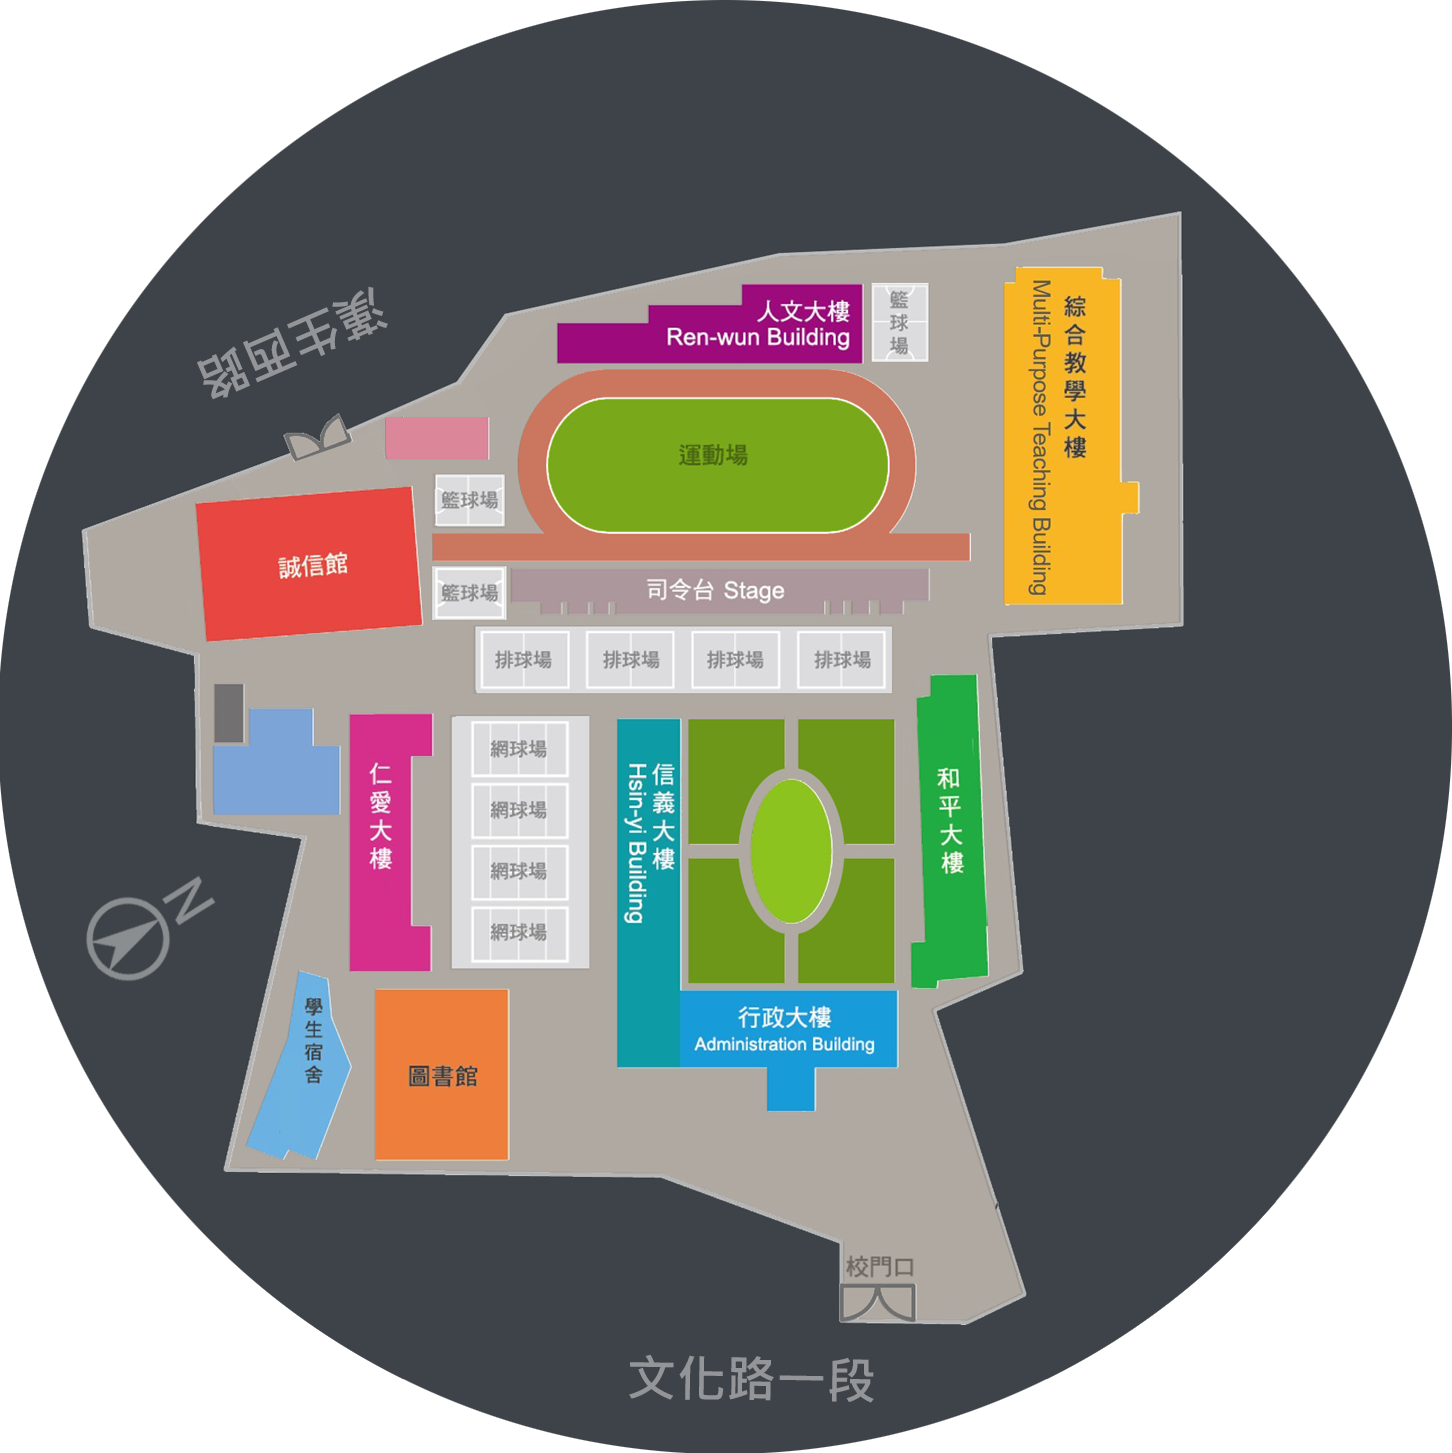 漢生西路
人文大樓
Ren-wun Building
籃球場
綜合教學大樓
Multi-Purpose Teaching Building
運動場
籃球場
誠信館
籃球場
司令台 Stage
排球場
排球場
排球場
排球場
仁愛大樓
網球場
網球場
網球場
網球場
信義大樓
Hsin-yi Building
和平大樓
N
學生宿舍
圖書館
行政大樓
Administration Building
校門口
文化路一段